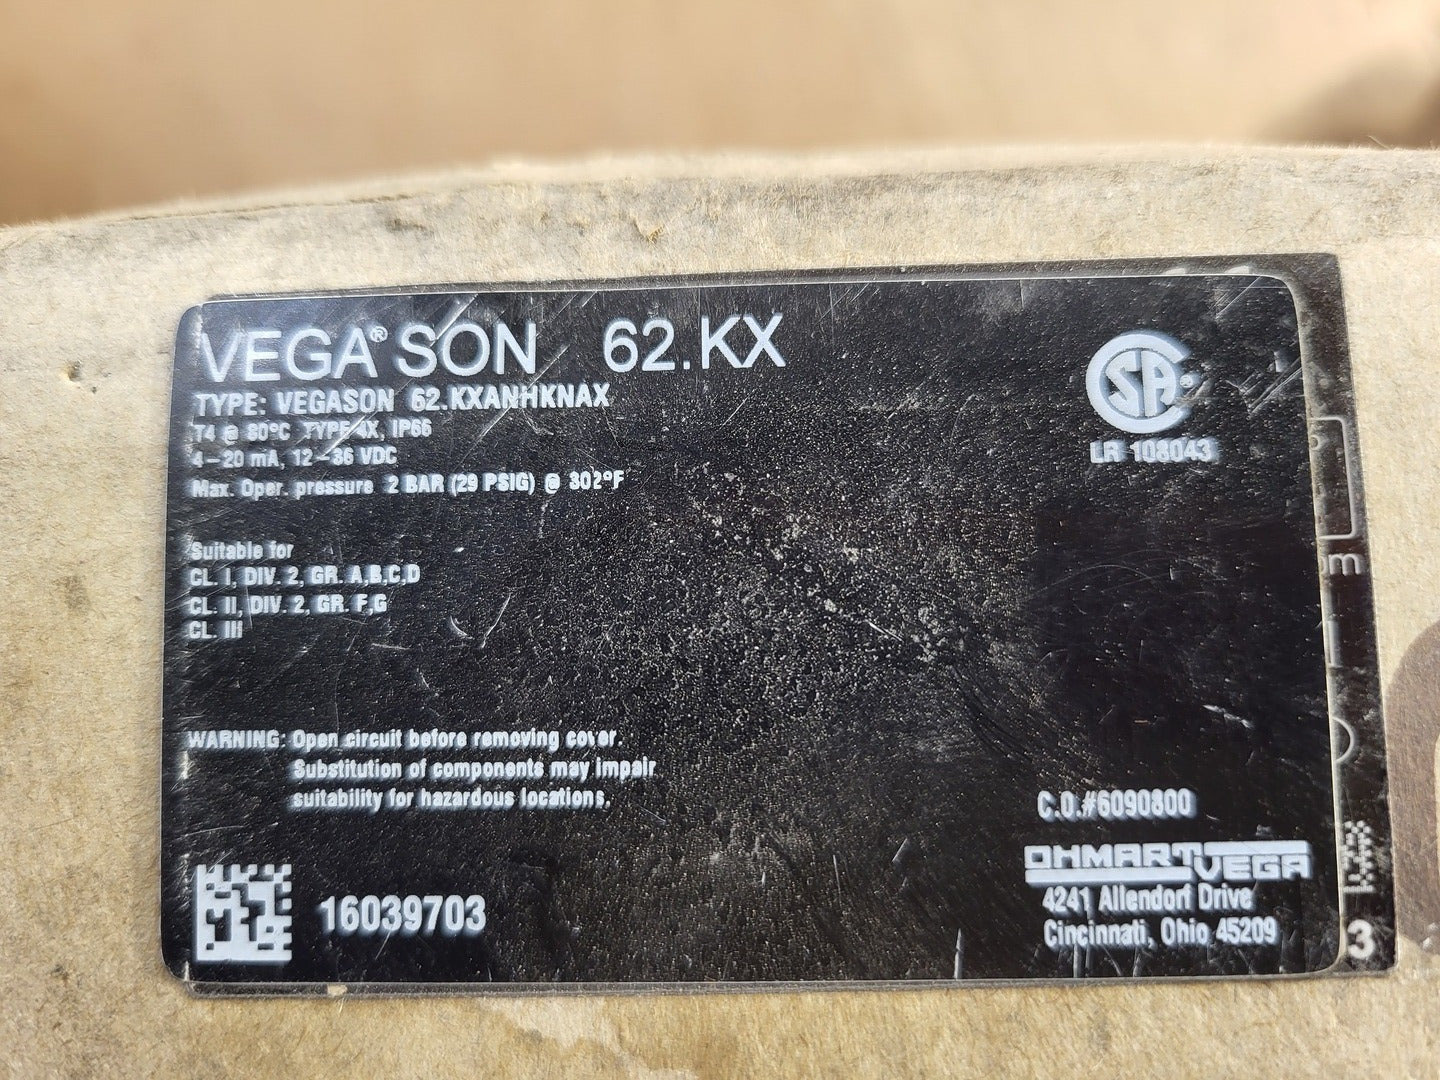 VEGA® SON 62.KX
TYPE: VEGASON 62.KXANHKNAX
T4 @ 80°C TYPE 4X, IP66
4-20 mA, 12-36 VDC
Max. Oper. pressure 2 BAR (29 PSIG) @ 302°F
Suitable for
CL. I, DIV. 2, GR. A,B,C,D
CL. II, DIV. 2, GR. F,G
CL. III
WARNING: Open circuit before removing cover.
Substitution of components may impair
suitability for hazardous locations.
16039703
SA®
LR 108043
C.O.#6090800
OHMART VEGA
4241 Allendorf Drive
Cincinnati, Ohio 45209
m
3